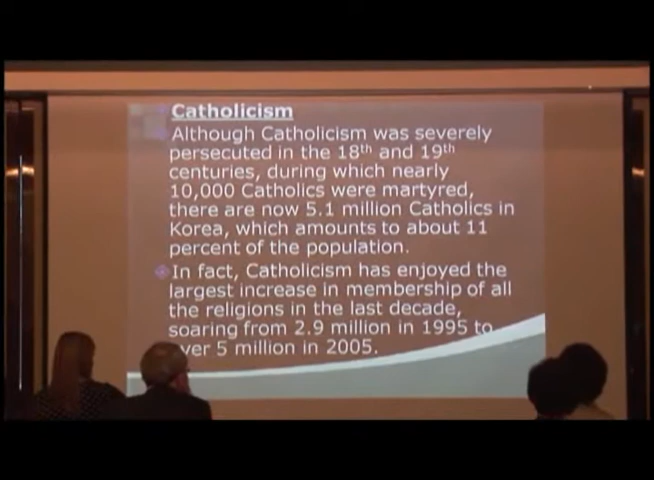 Catholicism
Although Catholicism was severely
persecuted in the 18th and 19th
centuries, during which nearly
10,000 Catholics were martyred,
there are now 5.1 million Catholics in
Korea, which amounts to about 11
percent of the population.
In fact, Catholicism has enjoyed the
largest increase in membership of all
the religions in the last decade,
soaring from 2.9 million in 1995 to
over 5 million in 2005.